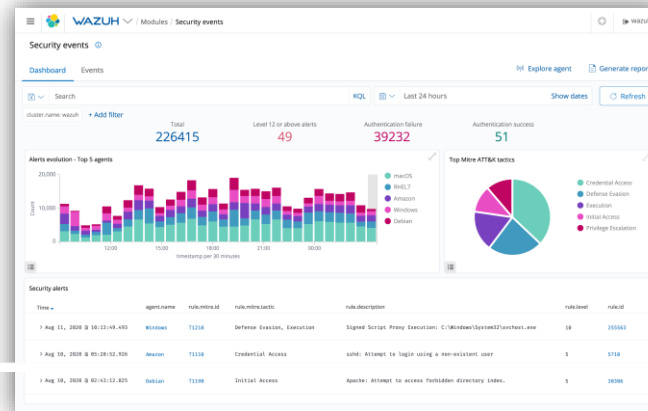 WAZUH / Modules / Security events wazuh
Security events
Dashboard Events Explore agent Generate report
Search KQL Last 24 hours Show dates Refresh
cluster.name: wazuh + Add filter
Total Level 12 or above alerts Authentication failure Authentication success
226415 49 39232 51
Alerts evolution - Top 5 agents
Count
20,000
10,000
0
12:00 15:00 18:00 21:00 00:00
timestamp per 30 minutes
macOS
RHEL7
Amazon
Windows
Debian
Top Mitre ATT&K tactics
Credential Access
Defense Evasion
Execution
Initial Access
Privilege Escalation
Security alerts
Time agent.name rule.mitre.id rule.mitre.tactic rule.description rule.level rule.id
> Aug 11, 2020 @ 10:13:49.493 Windows T1218 Defense Evasion, Execution Signed Script Proxy Execution: C:\Windows\System32\svchost.exe 10 255563
> Aug 10, 2020 @ 05:28:52.926 Amazon T1110 Credential Access sshd: Attempt to login using a non-existent user 5 5710
> Aug 10, 2020 @ 02:43:12.825 Debian T1190 Initial Access Apache: Attempt to access forbidden directory index. 5 30306